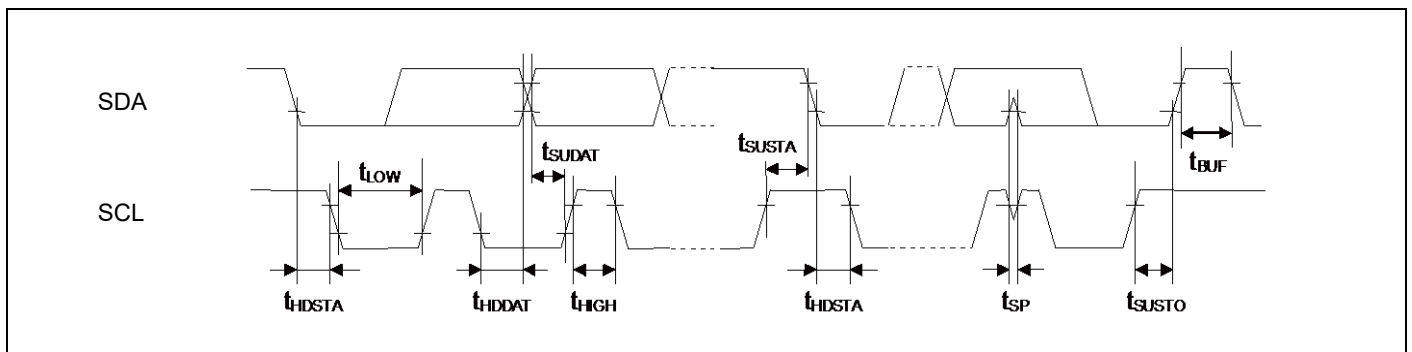 SDA
tSUDAT
tSUSTA
tBUF
tLOW
SCL
tHDSTA
tHDDAT
tHIGH
tHDSTA
tSP
tSUSTO